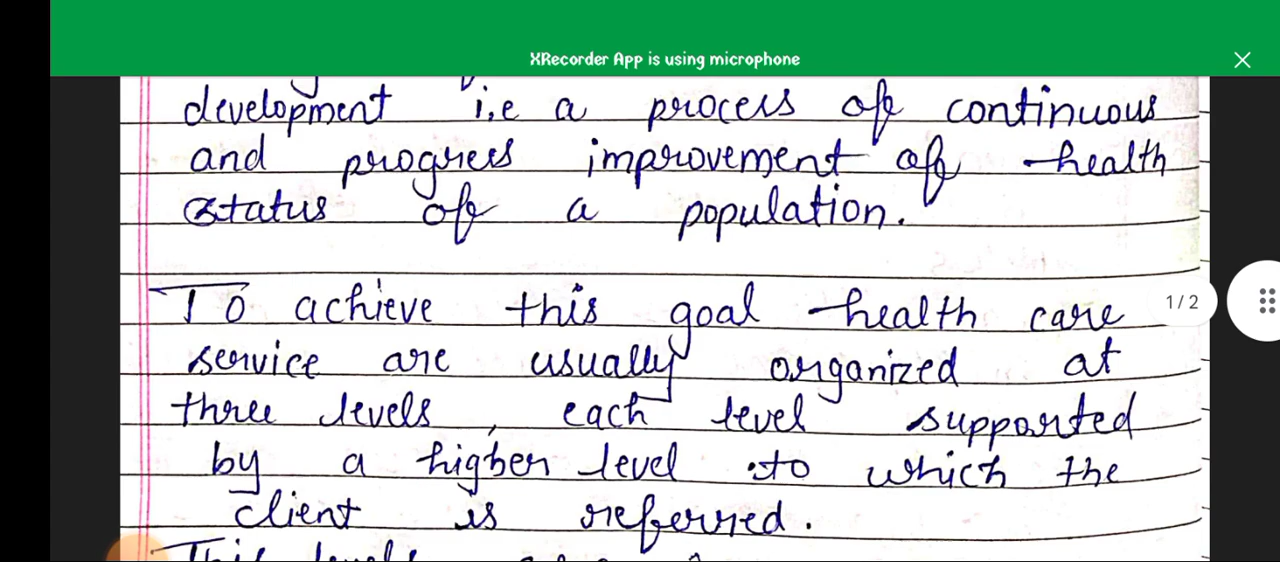 XRecorder App is using microphone
development i.e a process of continuous
and progress improvement of health
status of a population.
To achieve this goal health care
1/2
service are usually organized at
three levels, each level supported
by a higher level to which the
client is referred.
This levels